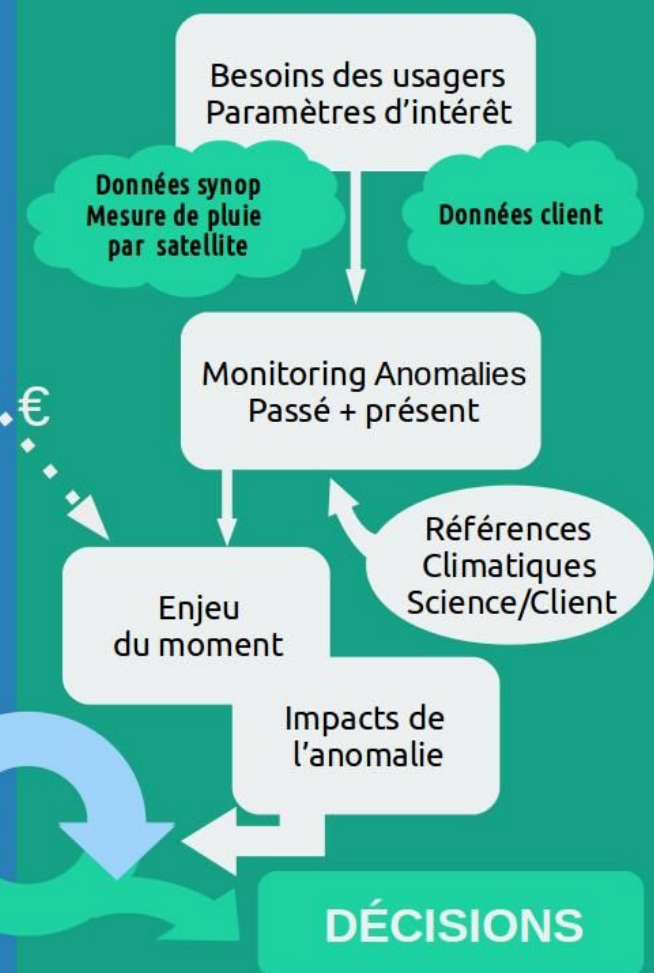 Besoins des usagers
Paramètres d’intérêt
Données synop
Mesure de pluie
par satellite
Données client
Monitoring Anomalies
Passé + présent
€
Références
Climatiques
Science/Client
Enjeu
du moment
Impacts de
l’anomalie
DÉCISIONS